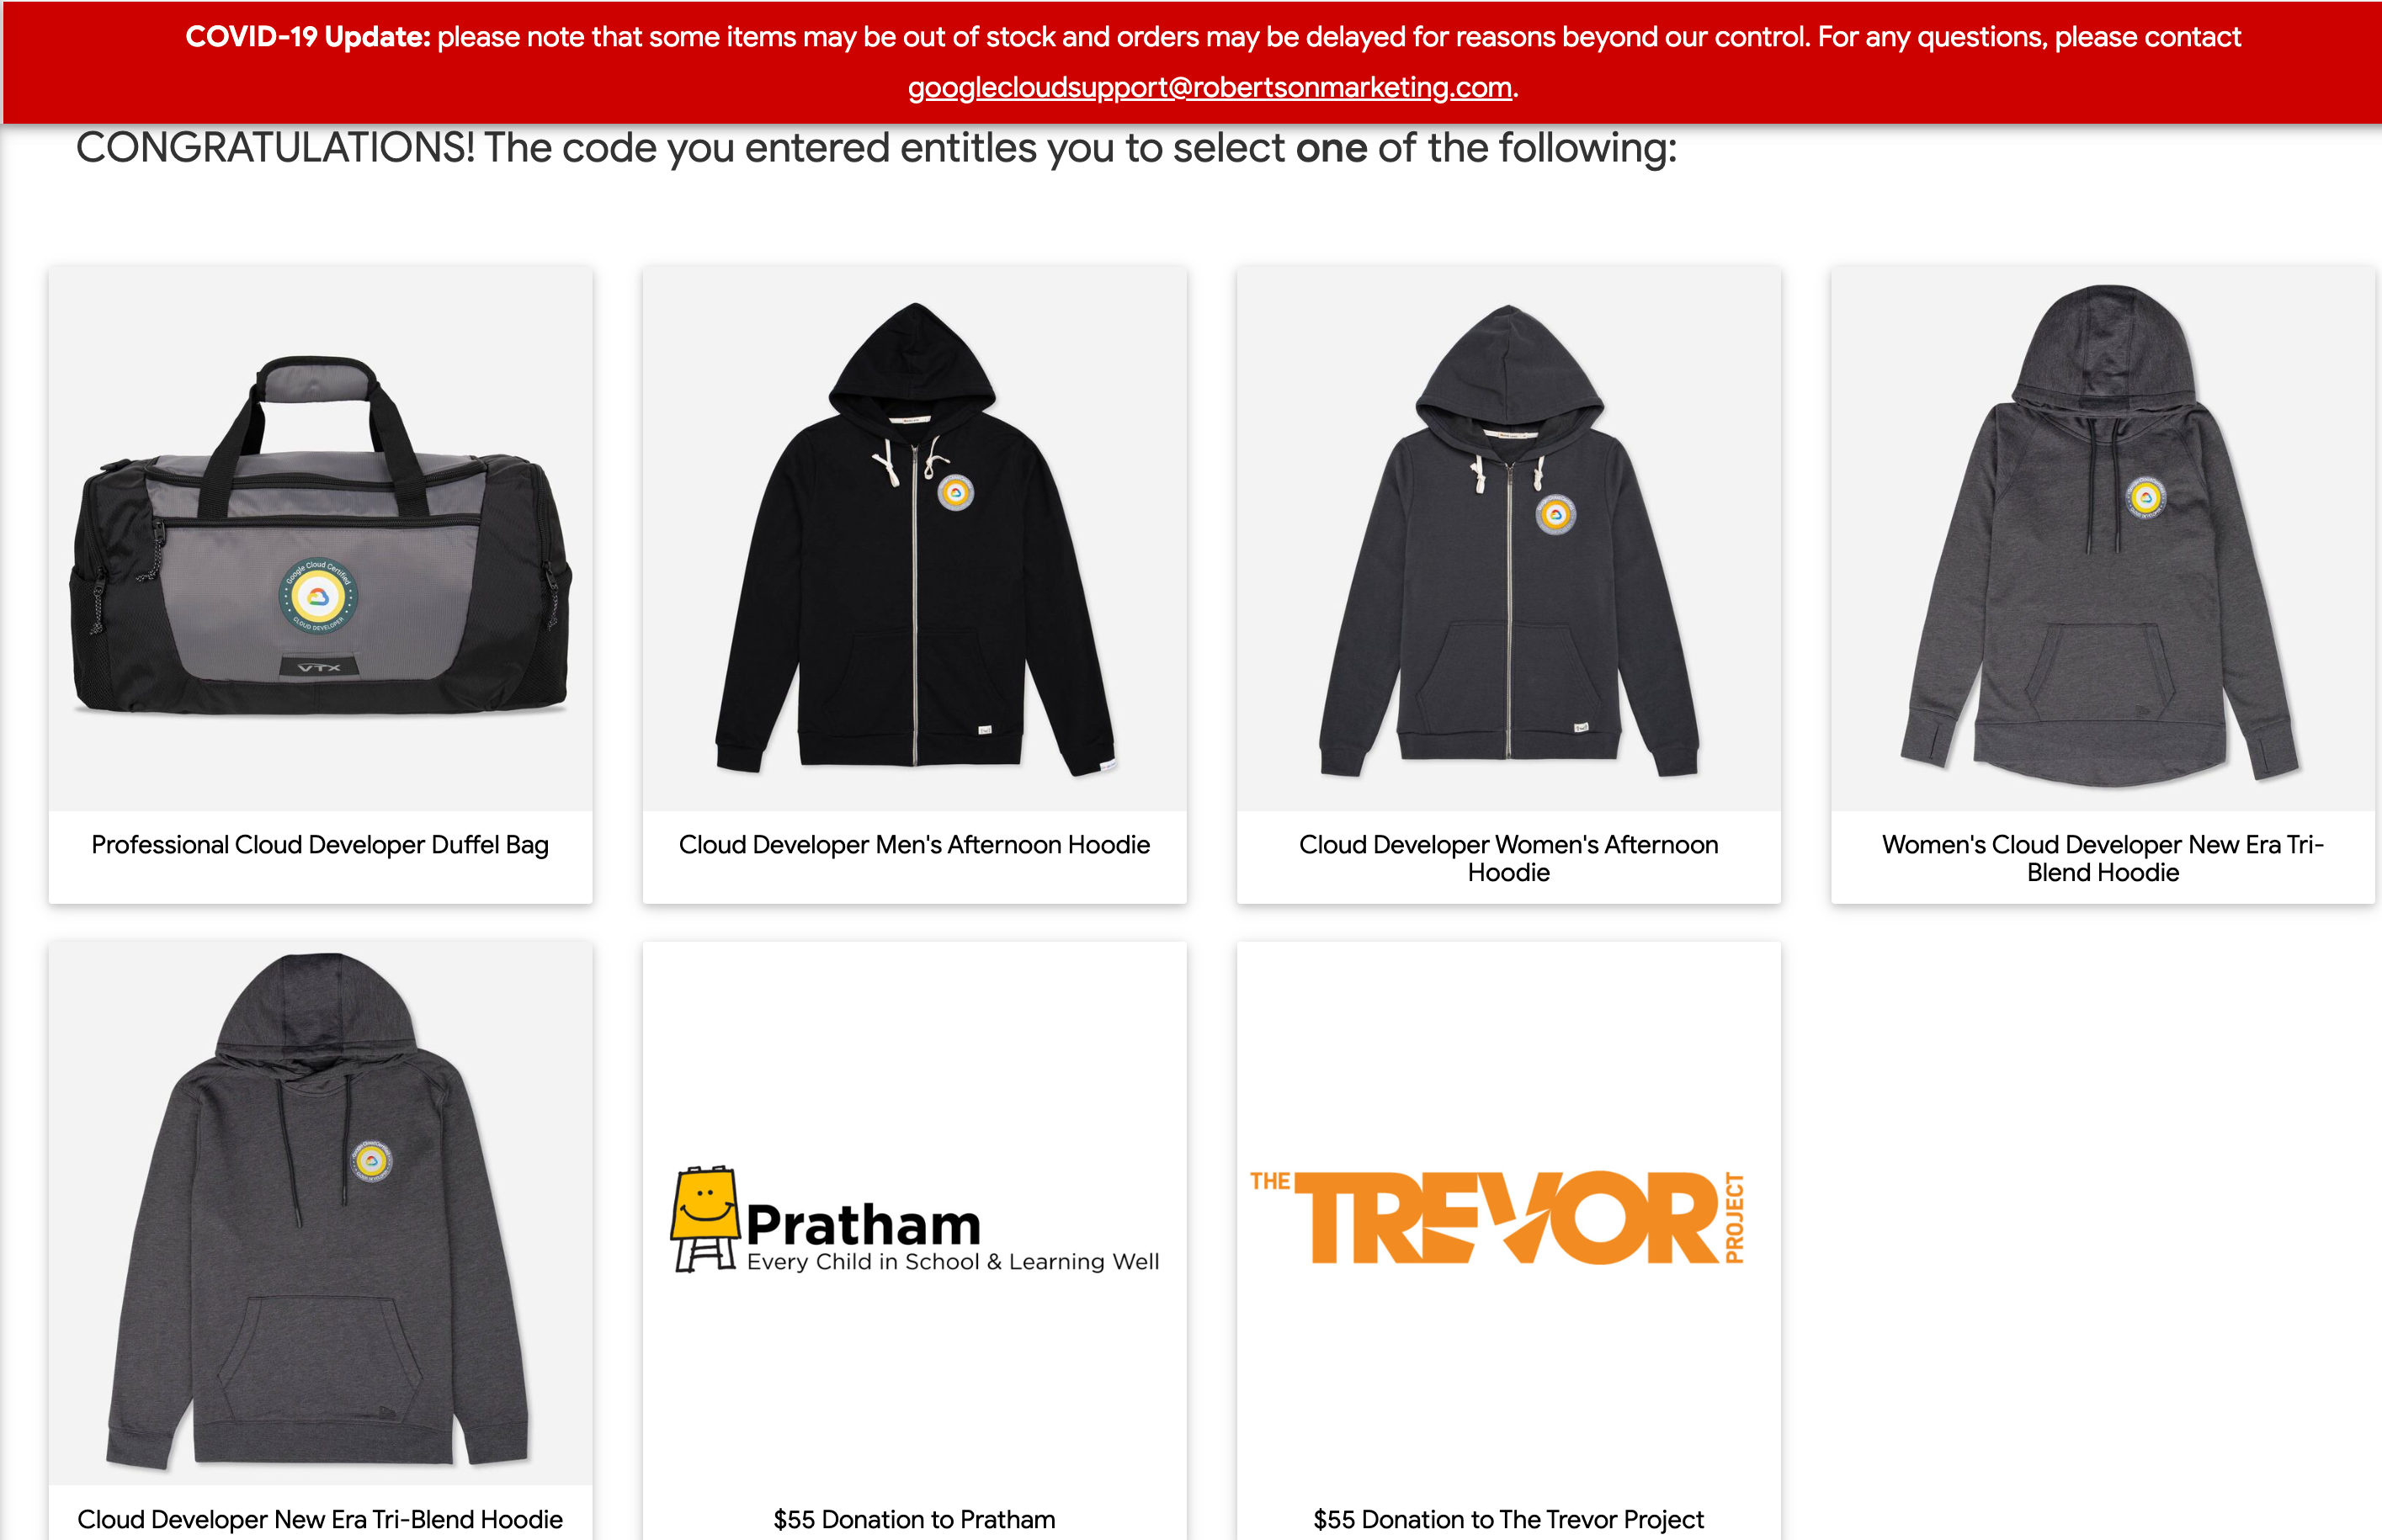 COVID-19 Update: please note that some items may be out of stock and orders may be delayed for reasons beyond our control. For any questions, please contact
googlecloudsupport@robertsonmarketing.com.
CONGRATULATIONS! The code you entered entitles you to select one of the following:
Google Cloud Certified
CLOUD DEVELOPER
VTX
Professional Cloud Developer Duffel Bag
Cloud Developer Men's Afternoon Hoodie
Cloud Developer Women's Afternoon
Hoodie
Women's Cloud Developer New Era Tri-
Blend Hoodie
Cloud Developer New Era Tri-Blend Hoodie
Pratham
Every Child in School & Learning Well
$55 Donation to Pratham
THE TREVOR PROJECT
$55 Donation to The Trevor Project